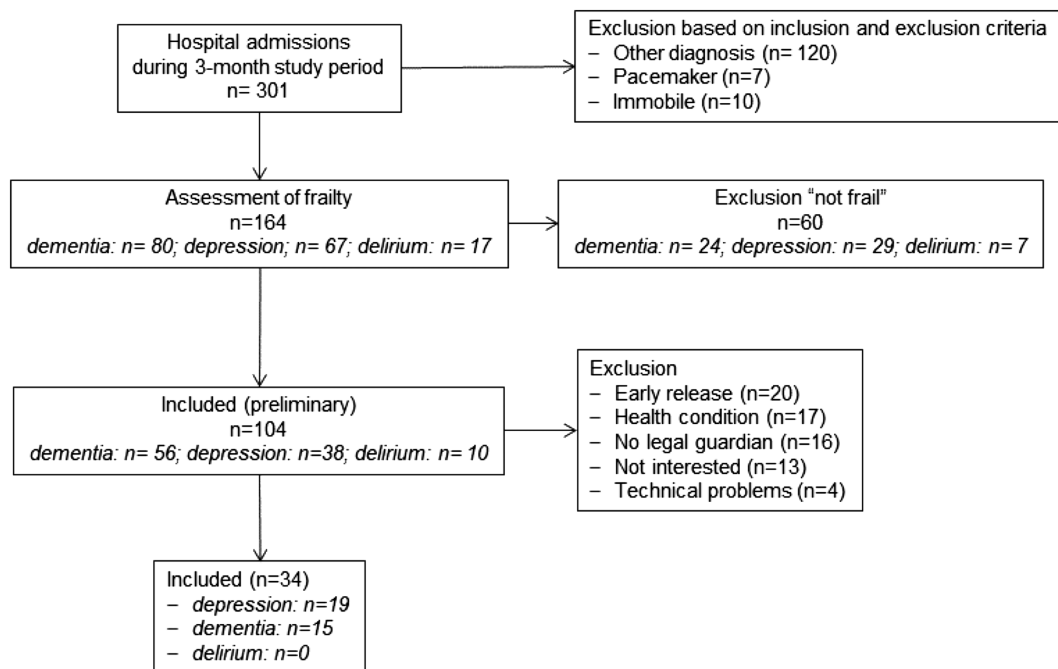 Hospital admissions
during 3-month study period
n= 301
Exclusion based on inclusion and exclusion criteria
− Other diagnosis (n= 120)
− Pacemaker (n=7)
− Immobile (n=10)
Assessment of frailty
n=164
dementia: n= 80; depression; n= 67; delirium: n= 17
Exclusion “not frail”
n=60
dementia: n= 24; depression: n= 29; delirium: n= 7
Included (preliminary)
n=104
dementia: n= 56; depression: n=38; delirium: n= 10
Exclusion
− Early release (n=20)
− Health condition (n=17)
− No legal guardian (n=16)
− Not interested (n=13)
− Technical problems (n=4)
Included (n=34)
− depression: n=19
− dementia: n=15
− delirium: n=0